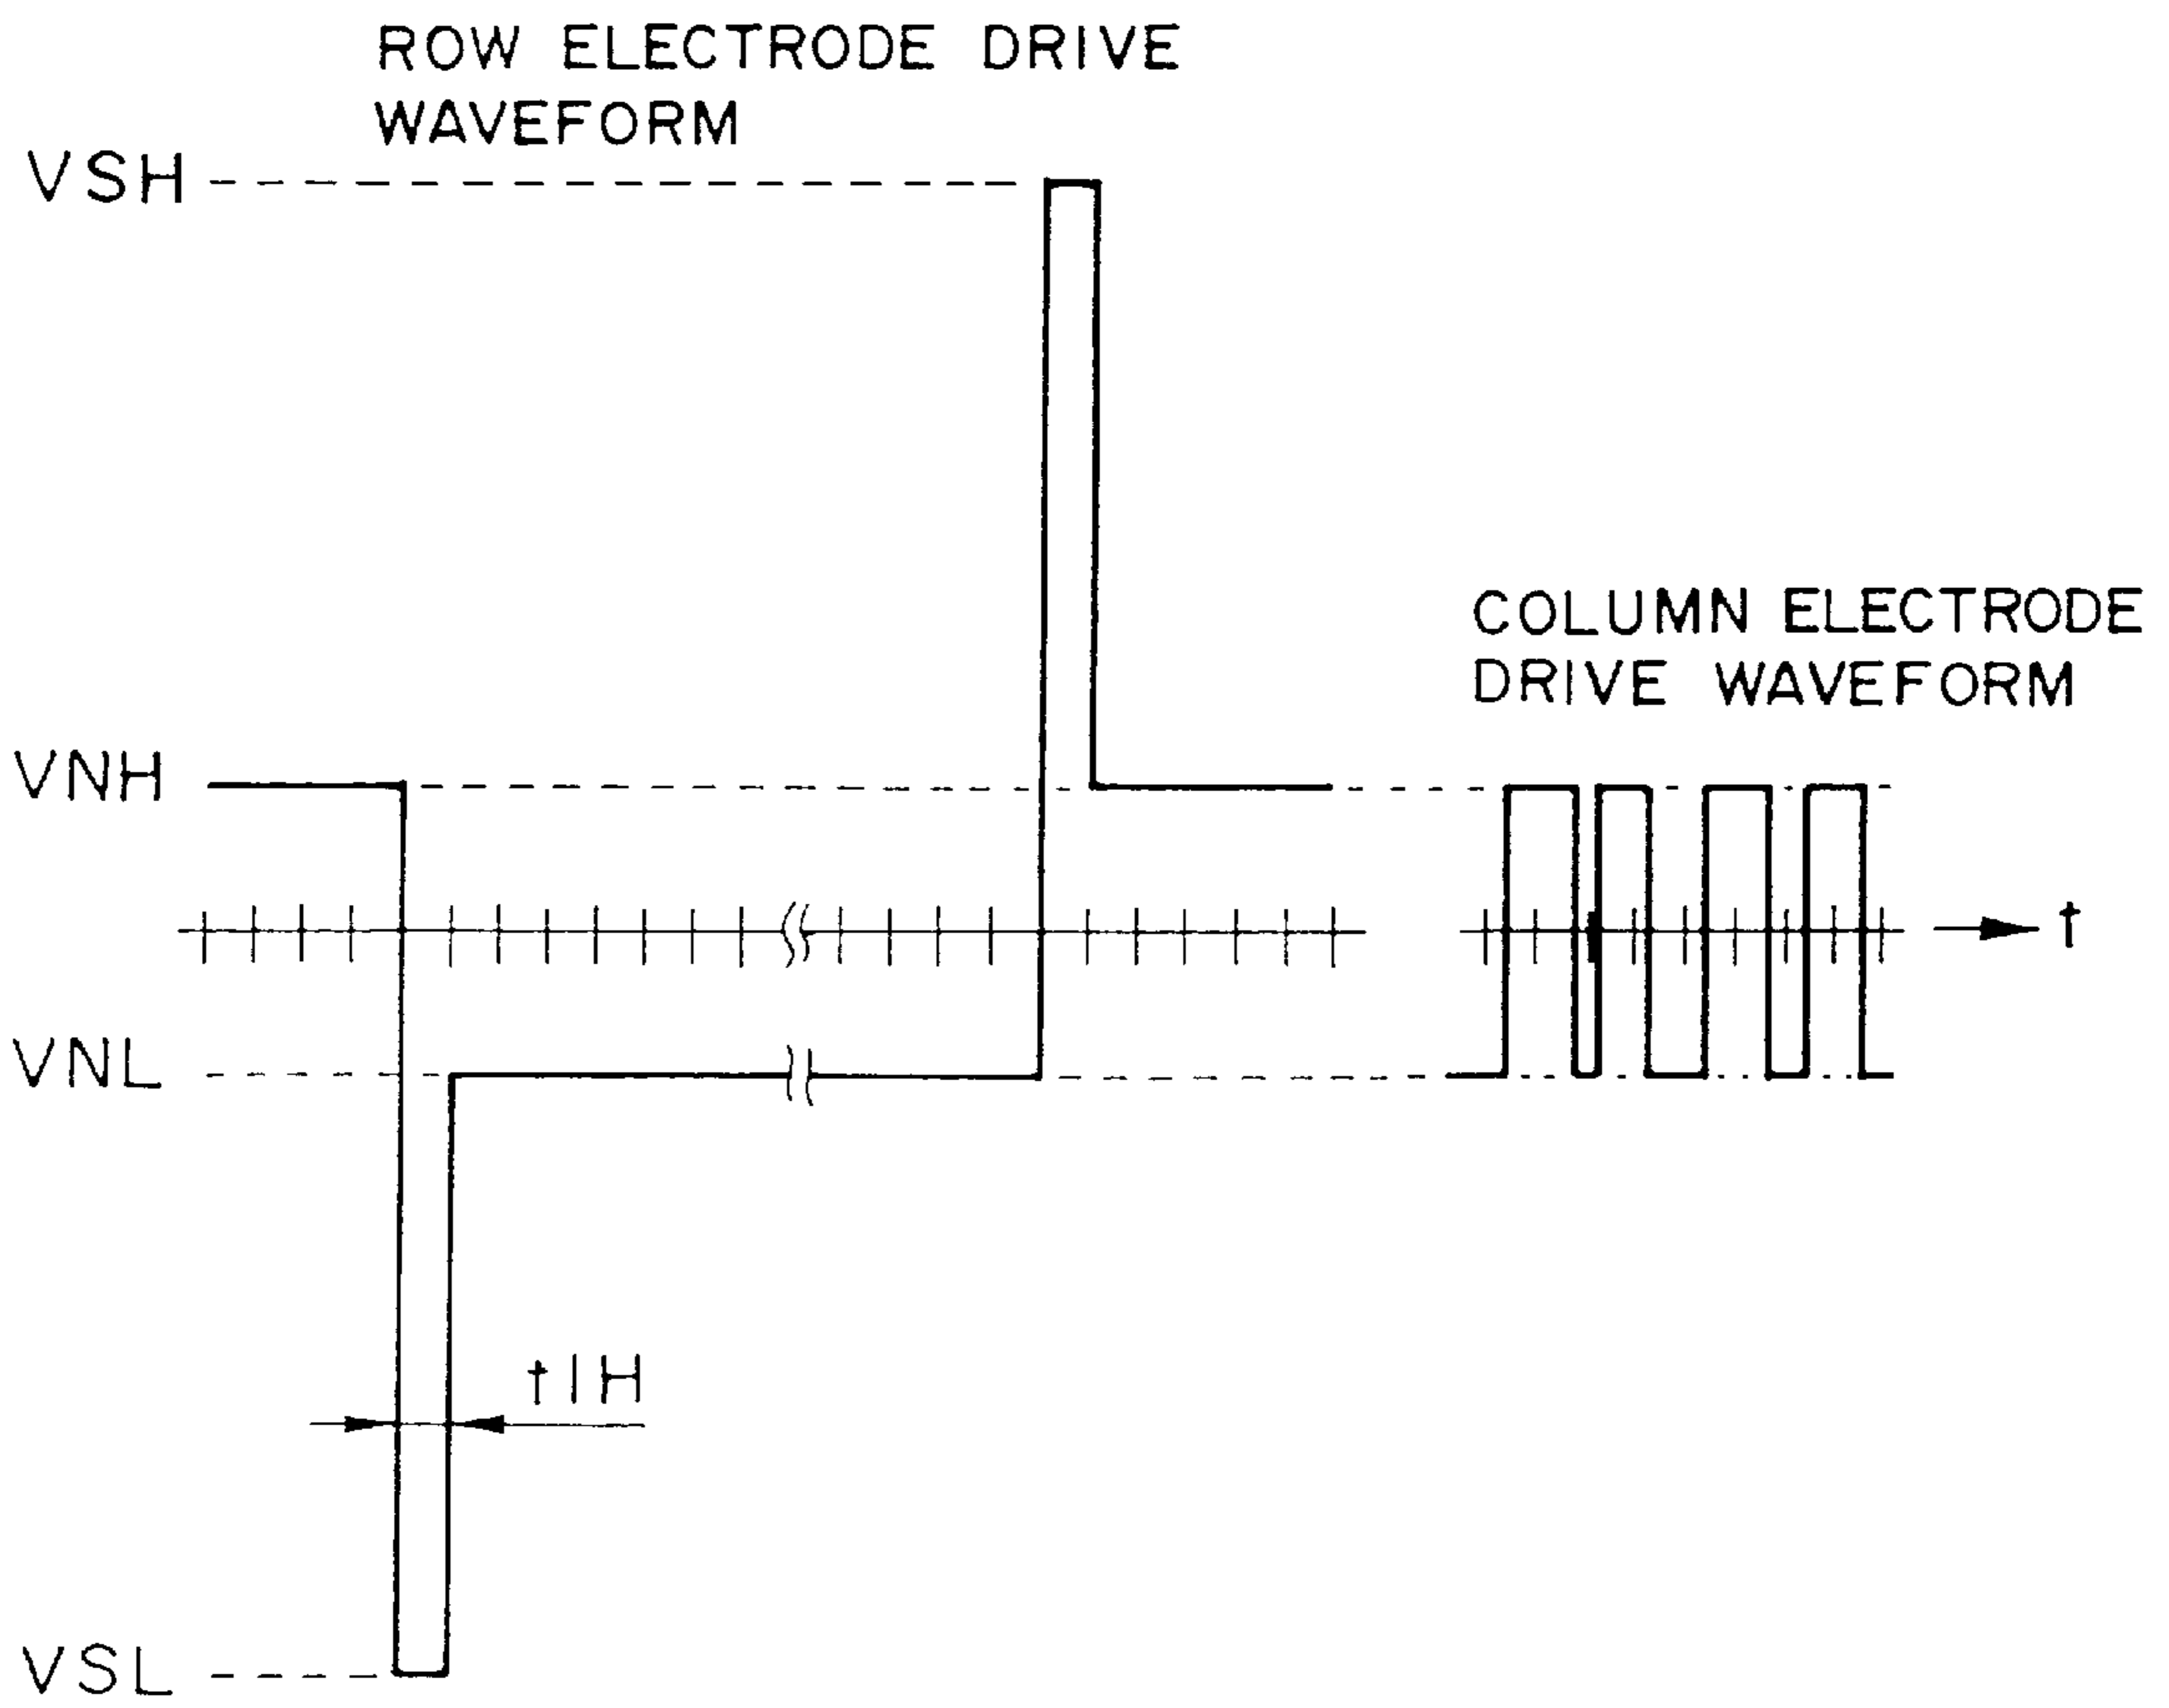 ROW ELECTRODE DRIVE
WAVEFORM
VSH
COLUMN ELECTRODE
DRIVE WAVEFORM
VNH
t
VNL
t1H
VSL